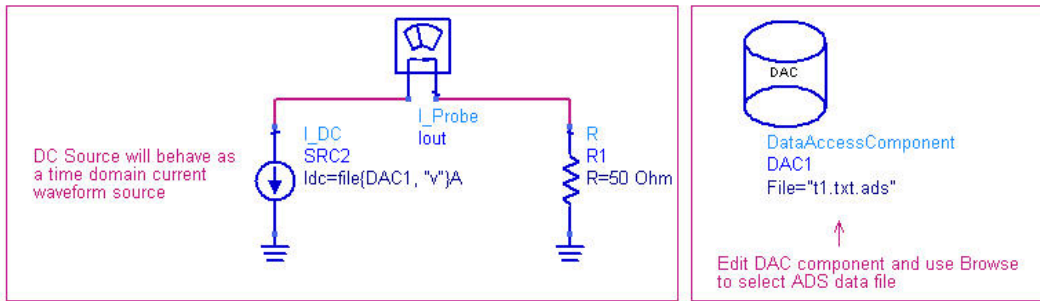 I_Probe
Iout
DC Source will behave as
a time domain current
waveform source
I_DC
SRC2
Idc=file{DAC1, "v"}A
R
R1
R=50 Ohm
DAC
DataAccessComponent
DAC1
File="t1.txt.ads"
Edit DAC component and use Browse
to select ADS data file